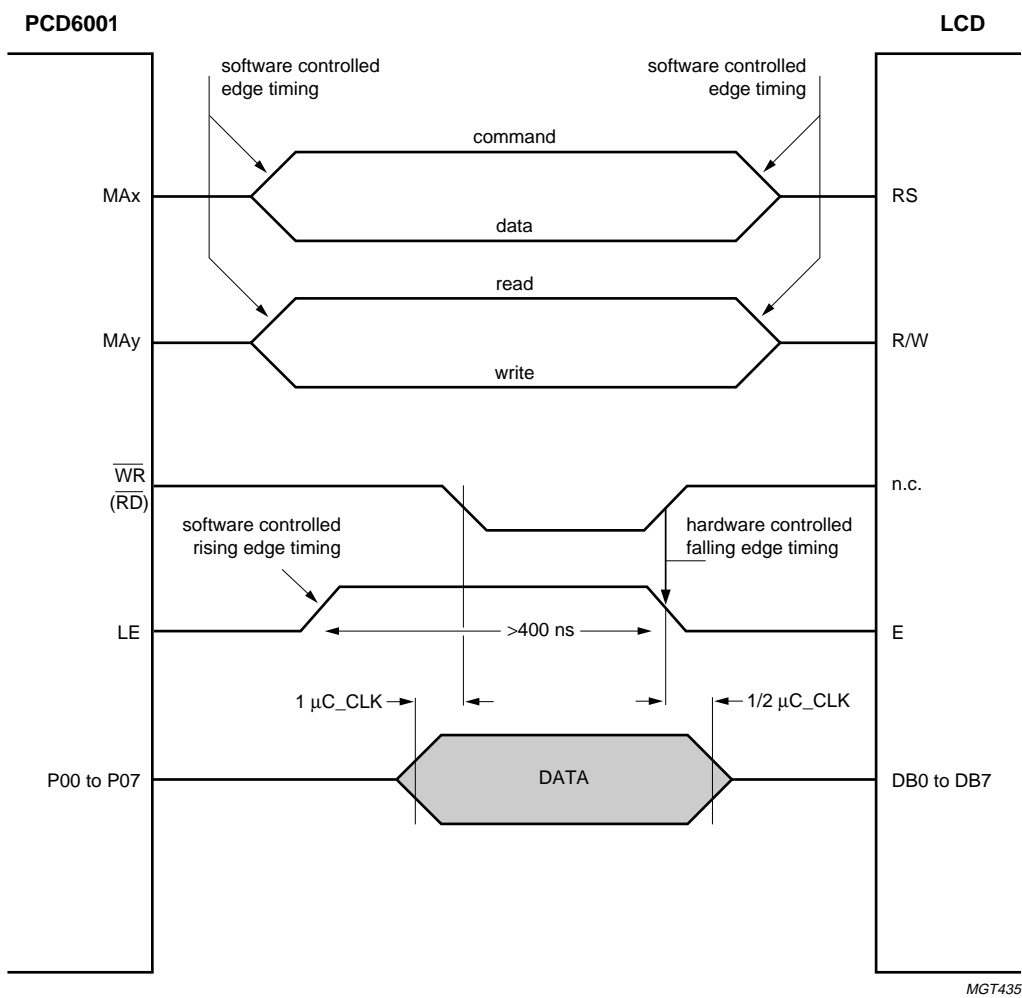 PCD6001
LCD
software controlled
edge timing
software controlled
edge timing
command
MAx
RS
data
read
MAy
R/W
write
WR
(RD)
n.c.
software controlled
rising edge timing
hardware controlled
falling edge timing
LE
>400 ns
E
1 μC_CLK
1/2 μC_CLK
P00 to P07
DATA
DB0 to DB7
MGT435